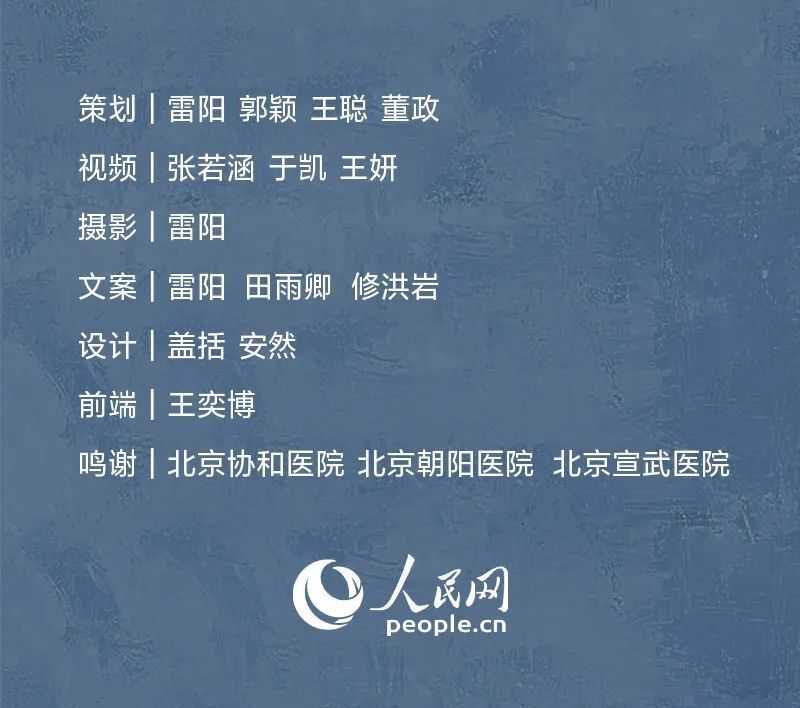 策划｜雷阳 郭颖 王聪 董政
视频｜张若涵 于凯 王妍
摄影｜雷阳
文案｜雷阳 田雨卿 修洪岩
设计｜盖括 安然
前端｜王奕博
鸣谢｜北京协和医院 北京朝阳医院 北京宣武医院
人民网
people.cn